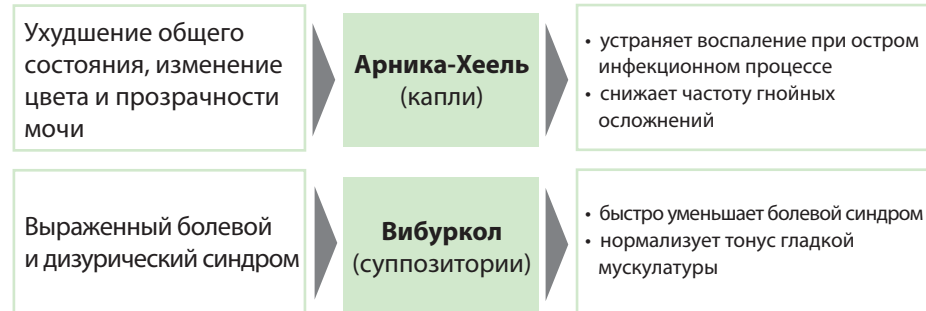 Ухудшение общего
состояния, изменение
цвета и прозрачности
мочи
Арника-Хеель
(капли)
• устраняет воспаление при остром
инфекционном процессе
• снижает частоту гнойных
осложнений
Выраженный болевой
и дизурический синдром
Вибуркол
(суппозитории)
• быстро уменьшает болевой синдром
• нормализует тонус гладкой
мускулатуры